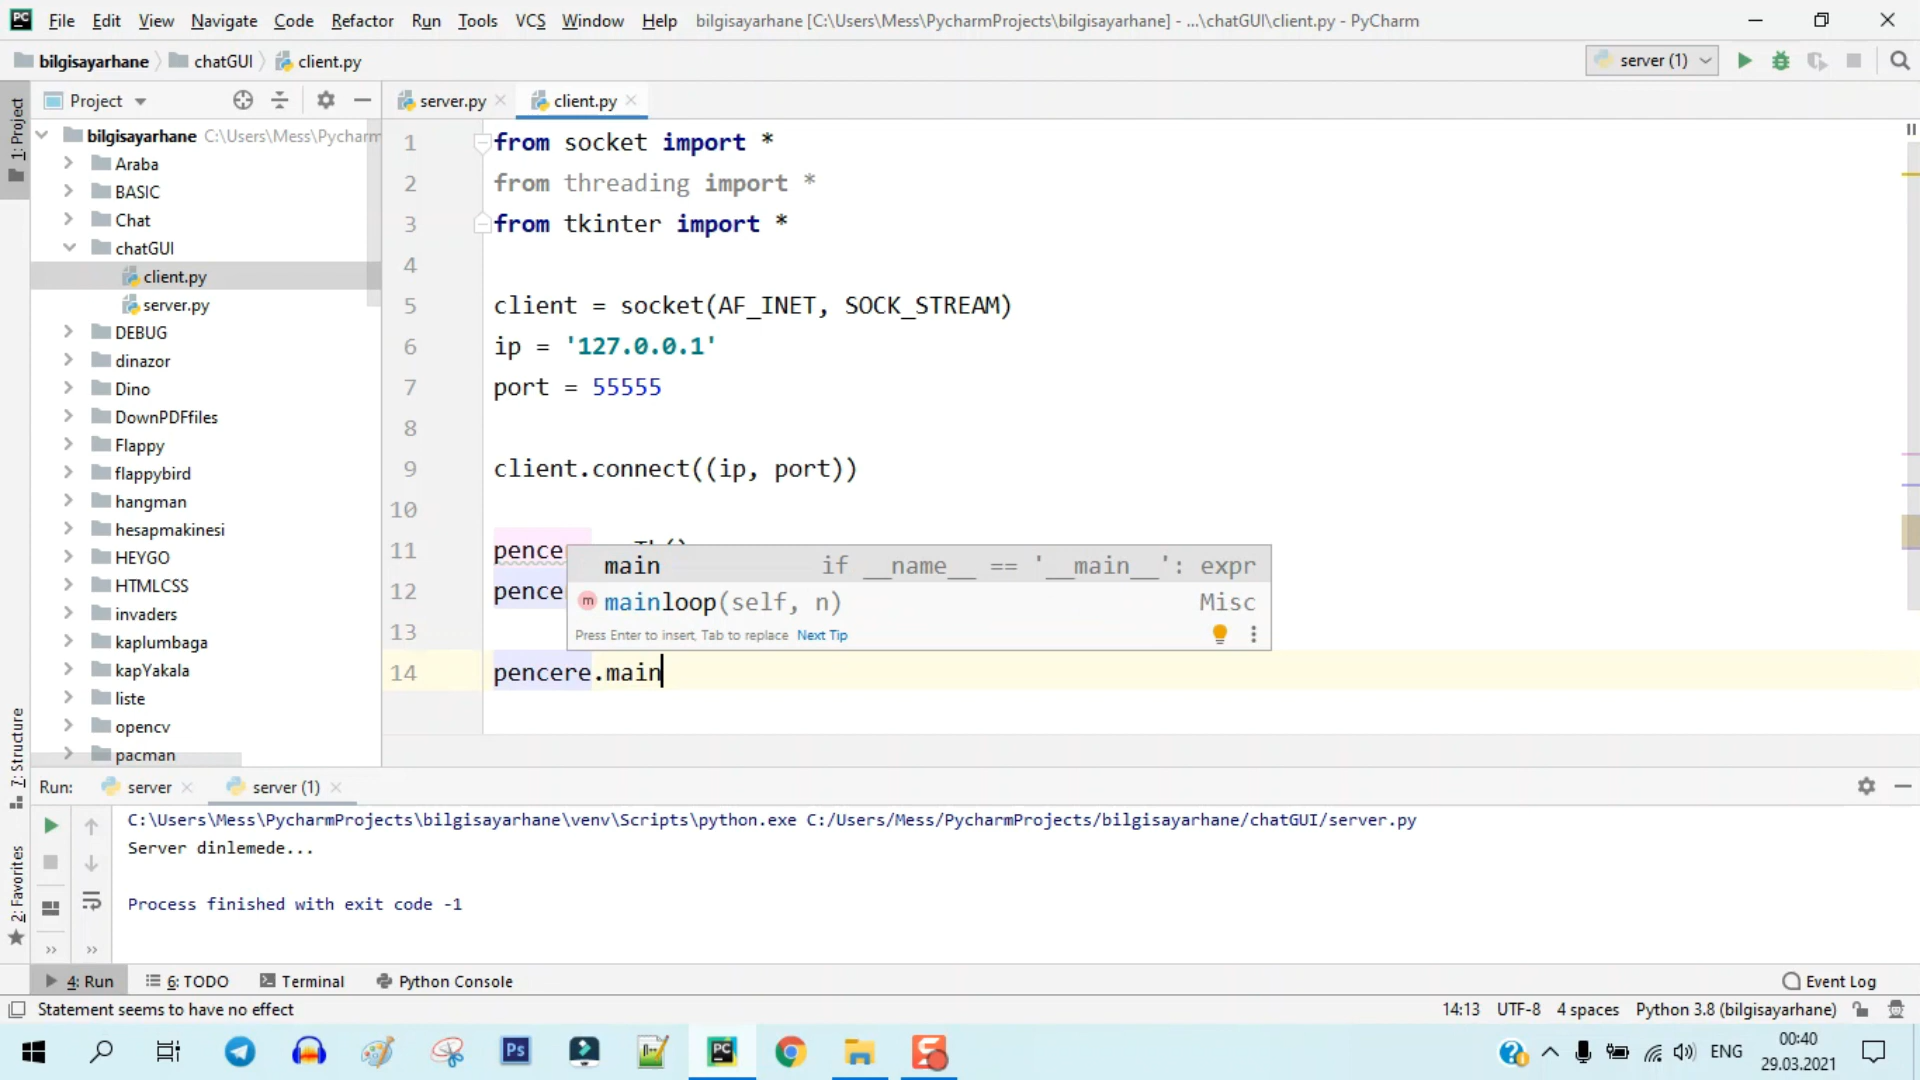 File Edit View Navigate Code Refactor Run Tools VCS Window Help bilgisayarhane [C:\Users\Mess\PycharmProjects\bilgisayarhane] - ...\chatGUI\client.py - PyCharm
bilgisayarhane chatGUI client.py server (1)
1: Project
Project
server.py client.py
bilgisayarhane C:\Users\Mess\Pycharm
Araba
BASIC
Chat
chatGUI
client.py
server.py
DEBUG
dinazor
Dino
DownPDFfiles
Flappy
flappybird
hangman
hesapmakinesi
HEYGO
HTMLCSS
invaders
kaplumbaga
kapYakala
liste
opencv
pacman
1 from socket import *
2 from threading import *
3 from tkinter import *
4
5 client = socket(AF_INET, SOCK_STREAM)
6 ip = '127.0.0.1'
7 port = 55555
8
9 client.connect((ip, port))
10
11 pence
12 pence
13
14 pencere.main
main if __name__ == '__main__': expr
m mainloop(self, n) Misc
Press Enter to insert, Tab to replace Next Tip
7: Structure
2: Favorites
Run: server server (1)
C:\Users\Mess\PycharmProjects\bilgisayarhane\venv\Scripts\python.exe C:/Users/Mess/PycharmProjects/bilgisayarhane/chatGUI/server.py
Server dinlemede...
Process finished with exit code -1
4: Run 6: TODO Terminal Python Console Event Log
Statement seems to have no effect 14:13 UTF-8 4 spaces Python 3.8 (bilgisayarhane)
Ps PC ENG 00:40
29.03.2021